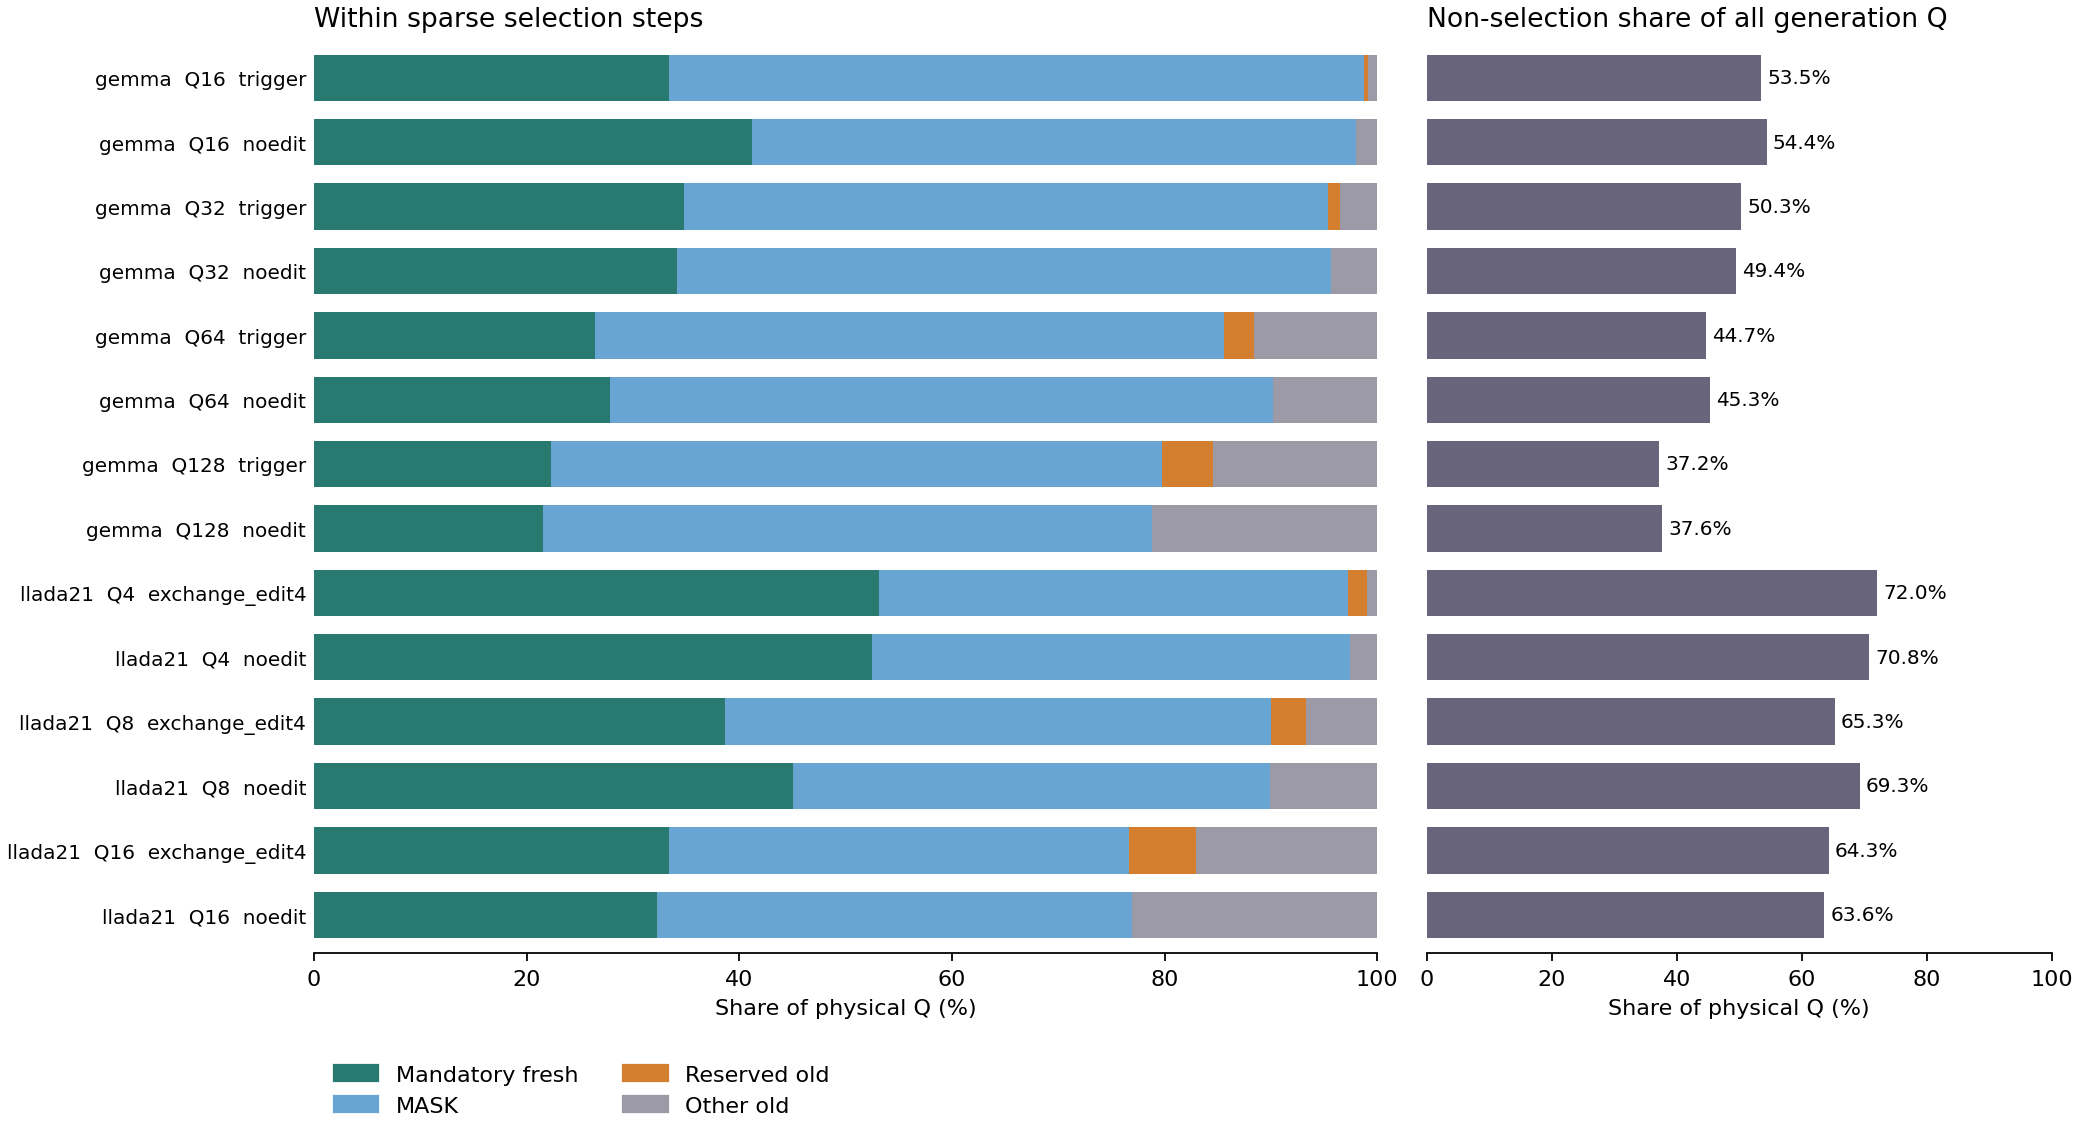 Within sparse selection steps
Non-selection share of all generation Q
gemma  Q16  trigger
53.5%
gemma  Q16  noedit
54.4%
gemma  Q32  trigger
50.3%
gemma  Q32  noedit
49.4%
gemma  Q64  trigger
44.7%
gemma  Q64  noedit
45.3%
gemma  Q128  trigger
37.2%
gemma  Q128  noedit
37.6%
llada21  Q4  exchange_edit4
72.0%
llada21  Q4  noedit
70.8%
llada21  Q8  exchange_edit4
65.3%
llada21  Q8  noedit
69.3%
llada21  Q16  exchange_edit4
64.3%
llada21  Q16  noedit
63.6%
0 20 40 60 80 100
0 20 40 60 80 100
Share of physical Q (%)
Share of physical Q (%)
Mandatory fresh
MASK
Reserved old
Other old